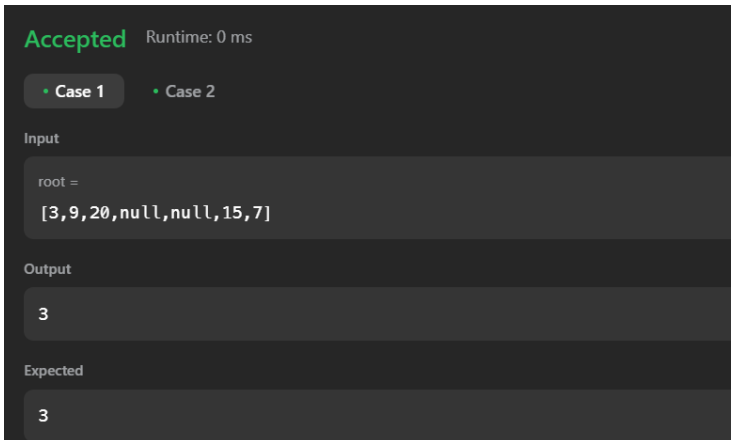 Accepted Runtime: 0 ms
• Case 1 • Case 2
Input
root =
[3,9,20,null,null,15,7]
Output
3
Expected
3